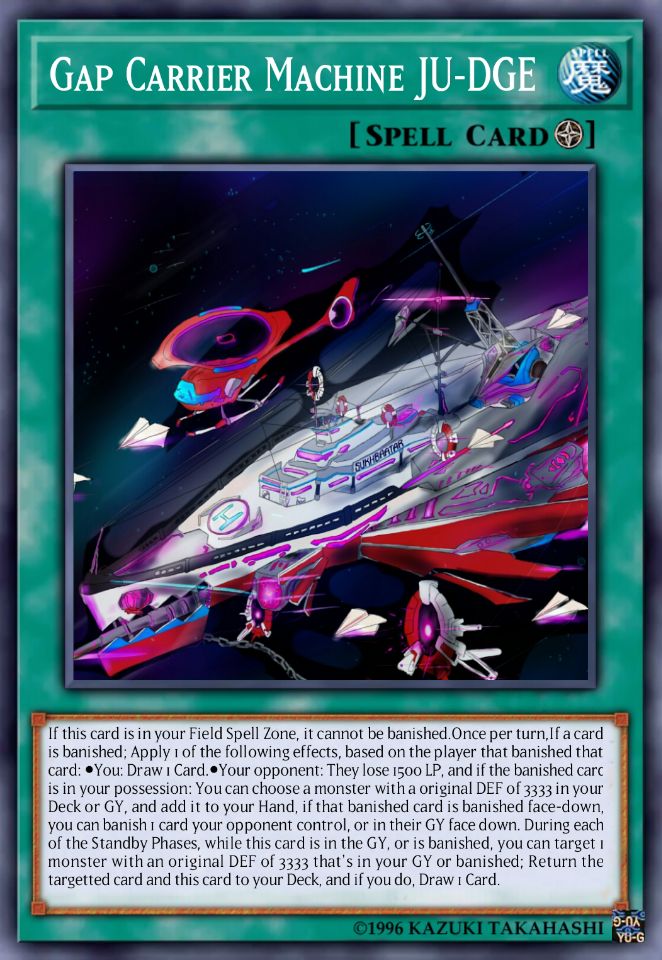 Gap Carrier Machine JU-DGE
SPELL
魔
[Spell Card]
SUKHBAATAR
H
If this card is in your Field Spell Zone, it cannot be banished.Once per turn,If a card
is banished; Apply 1 of the following effects, based on the player that banished that
card: ●You: Draw 1 Card.●Your opponent: They lose 1500 LP, and if the banished card
is in your possession: You can choose a monster with a original DEF of 3333 in your
Deck or GY, and add it to your Hand, if that banished card is banished face-down,
you can banish 1 card your opponent control, or in their GY face down. During each
of the Standby Phases, while this card is in the GY, or is banished, you can target 1
monster with an original DEF of 3333 that's in your GY or banished; Return the
targetted card and this card to your Deck, and if you do, Draw 1 Card.
©1996 KAZUKI TAKAHASHI
YU-G